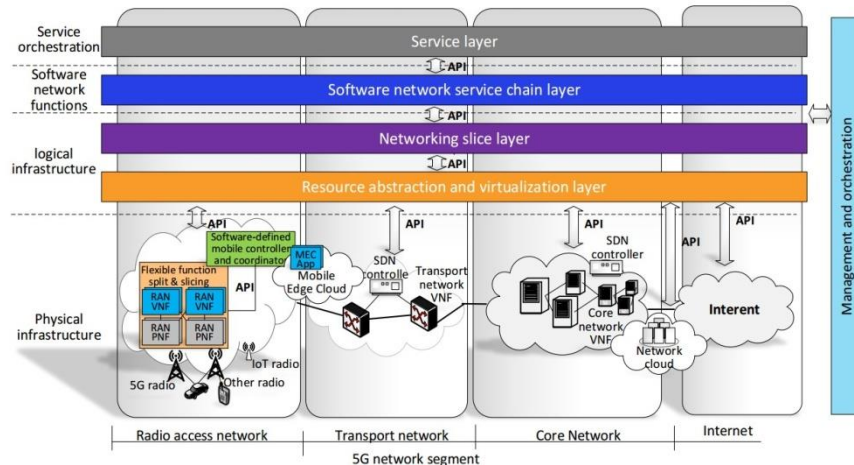 Service
orchestration
Service layer
API
Software
network
functions
Software network service chain layer
API
logical
infrastructure
Networking slice layer
API
Resource abstraction and virtualization layer
API
API
API
API
API
Management and orchestration
Physical
infrastructure
Software-defined
mobile controller
and coordinator
Flexible function
split & slicing
API
RAN
VNF
RAN
VNF
RAN
PNF
RAN
PNF
MEC
App
Mobile
Edge Cloud
SDN
controlle
Transport
network
VNF
SDN
controller
Core
network
VNF
Network
cloud
Interent
IoT radio
5G radio
Other radio
Radio access network
Transport network
Core Network
Internet
5G network segment